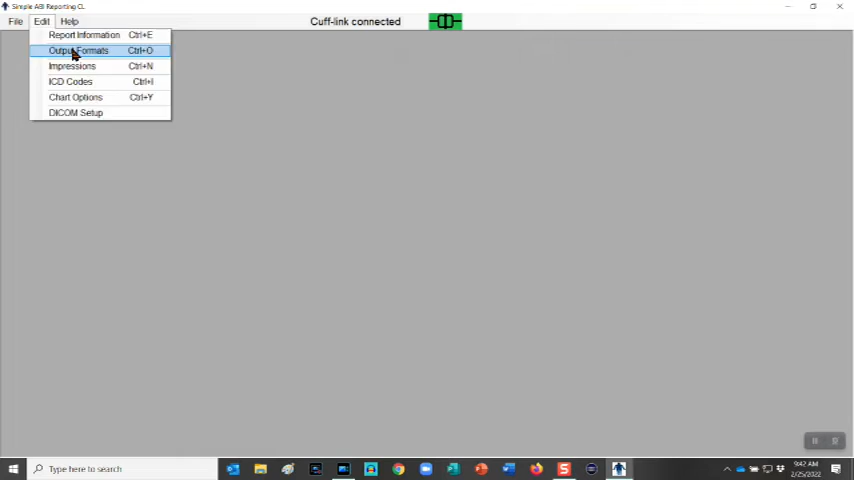 Simple ABI Reporting CL
File Edit Help Cuff-link connected
Report Information Ctrl+E
Output Formats Ctrl+O
Impressions Ctrl+N
ICD Codes Ctrl+I
Chart Options Ctrl+Y
DICOM Setup
Type here to search
9:42 AM
2/25/2022